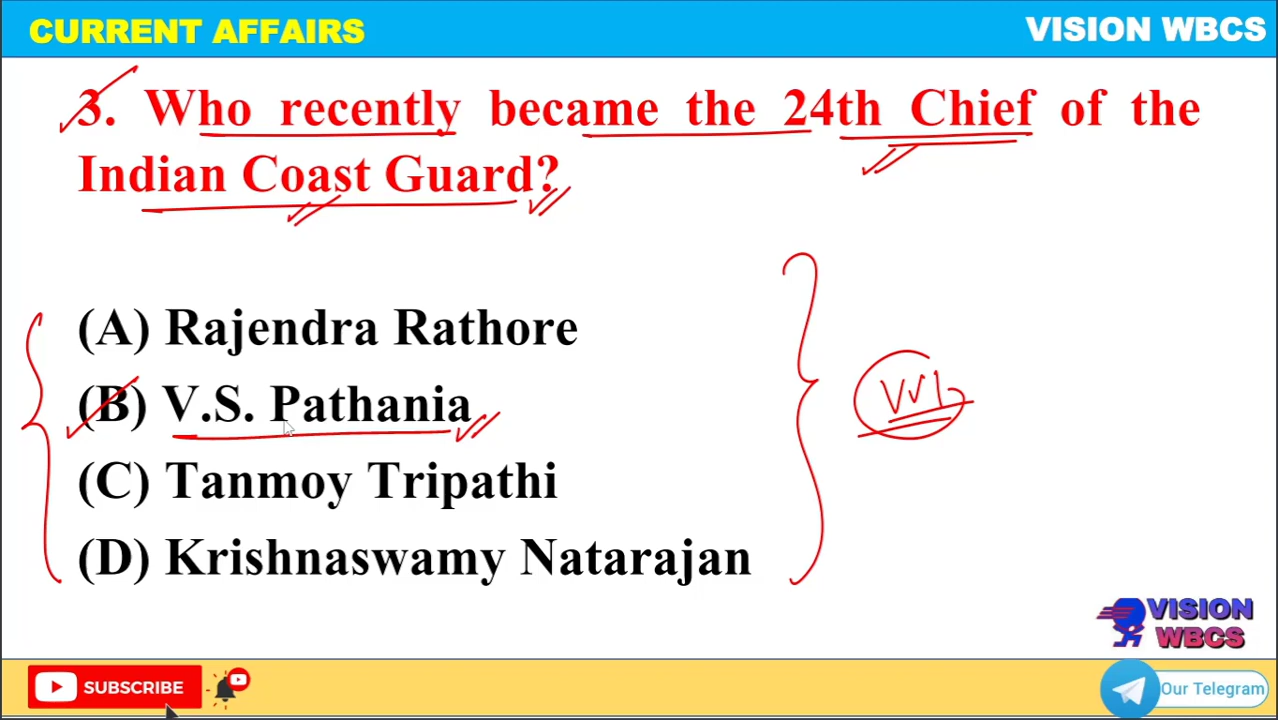 CURRENT AFFAIRS
VISION WBCS
3. Who recently became the 24th Chief of the
Indian Coast Guard?
(A) Rajendra Rathore
(B) V.S. Pathania
(C) Tanmoy Tripathi
(D) Krishnaswamy Natarajan
VISION
WBCS
SUBSCRIBE
Our Telegram